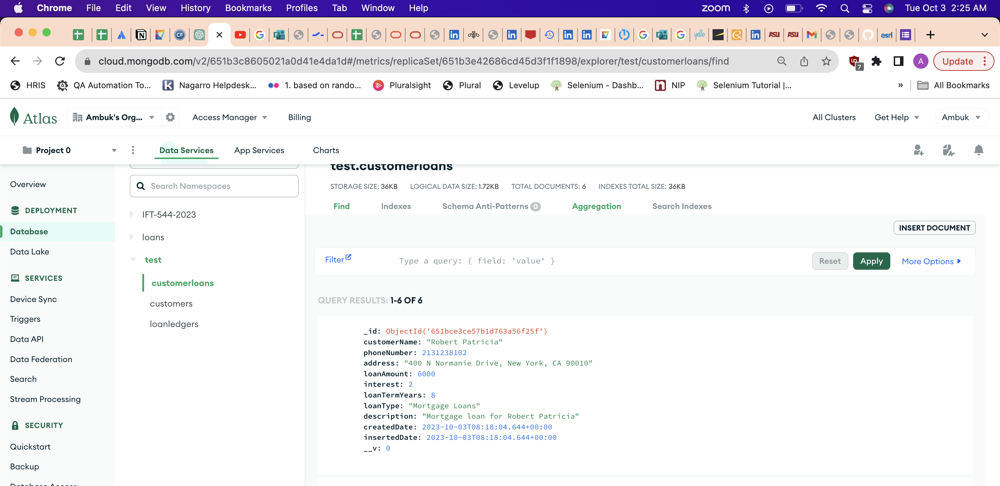 Chrome File Edit View History Bookmarks Profiles Tab Window Help zoom Tue Oct 3 2:25 AM
cloud.mongodb.com/v2/651b3c8605021a0d41e4da1d#/metrics/replicaSet/651b3e42686cd45d3f1f1898/explorer/test/customerloans/find 7 A Update
HRIS QA Automation To... Nagarro Helpdesk... 1. based on rando... Pluralsight Plural Levelup Selenium - Dashb... NIP Selenium Tutorial |... » All Bookmarks
Atlas Ambuk's Org... Access Manager Billing All Clusters Get Help Ambuk
Project 0 Data Services App Services Charts
Overview
DEPLOYMENT
Database
Data Lake
SERVICES
Device Sync
Triggers
Data API
Data Federation
Search
Stream Processing
SECURITY
Quickstart
Backup
Database Access
Search Namespaces
IFT-544-2023
loans
test
customerloans
customers
loanledgers
test.customerloans
STORAGE SIZE: 36KB LOGICAL DATA SIZE: 1.72KB TOTAL DOCUMENTS: 6 INDEXES TOTAL SIZE: 36KB
Find Indexes Schema Anti-Patterns 0 Aggregation Search Indexes
INSERT DOCUMENT
Filter Type a query: { field: 'value' } Reset Apply More Options
QUERY RESULTS: 1-6 OF 6
_id: ObjectId('651bce3ce57b1d763a56f25f')
customerName: "Robert Patricia"
phoneNumber: 2131238102
address: "400 N Normanie Drive, New York, CA 90010"
loanAmount: 6000
interest: 2
loanTermYears: 8
loanType: "Mortgage Loans"
description: "Mortgage loan for Robert Patricia"
createdDate: 2023-10-03T08:18:04.644+00:00
insertedDate: 2023-10-03T08:18:04.644+00:00
__v: 0